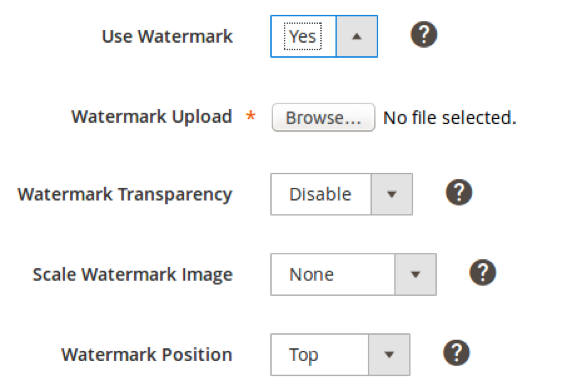 Use Watermark Yes ?
Watermark Upload * Browse... No file selected.
Watermark Transparency Disable ?
Scale Watermark Image None ?
Watermark Position Top ?